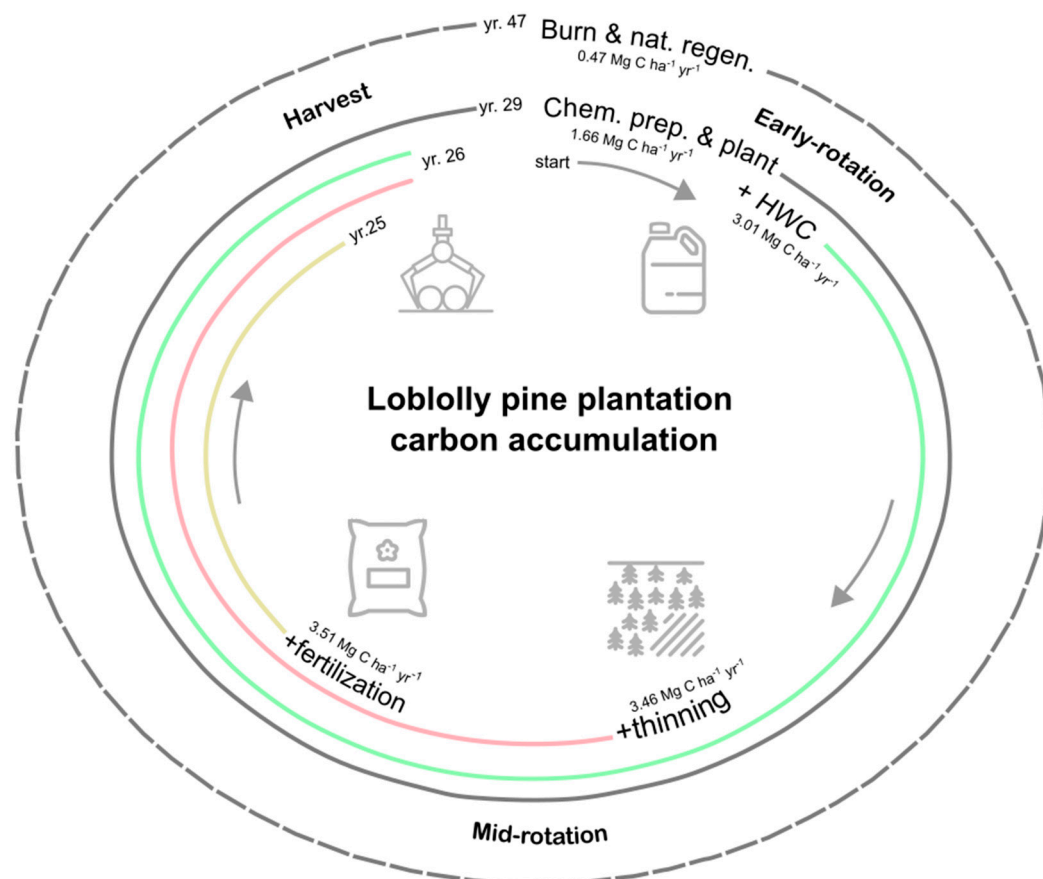 yr. 47
Burn & nat. regen.
0.47 Mg C ha⁻¹ yr⁻¹
Harvest
Early-rotation
yr. 29
Chem. prep. & plant
1.66 Mg C ha⁻¹ yr⁻¹
yr. 26
start
+ HWC
3.01 Mg C ha⁻¹ yr⁻¹
yr.25
Loblolly pine plantation
carbon accumulation
3.51 Mg C ha⁻¹ yr⁻¹
+fertilization
3.46 Mg C ha⁻¹ yr⁻¹
+thinning
Mid-rotation